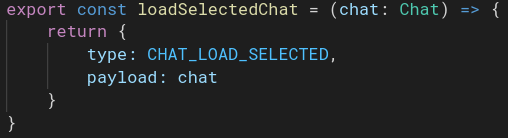 export const loadSelectedChat = (chat: Chat) => {
    return {
        type: CHAT_LOAD_SELECTED,
        payload: chat
    }
}